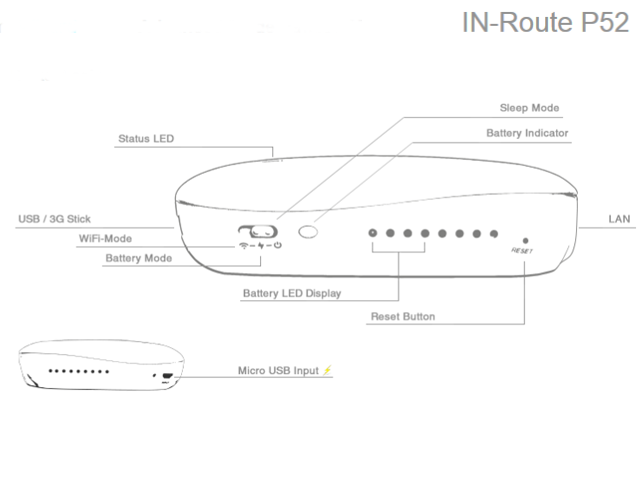 IN-Route P52
Sleep Mode
Battery Indicator
Status LED
USB / 3G Stick
LAN
WiFi-Mode
Battery Mode
RESET
Battery LED Display
Reset Button
Micro USB Input